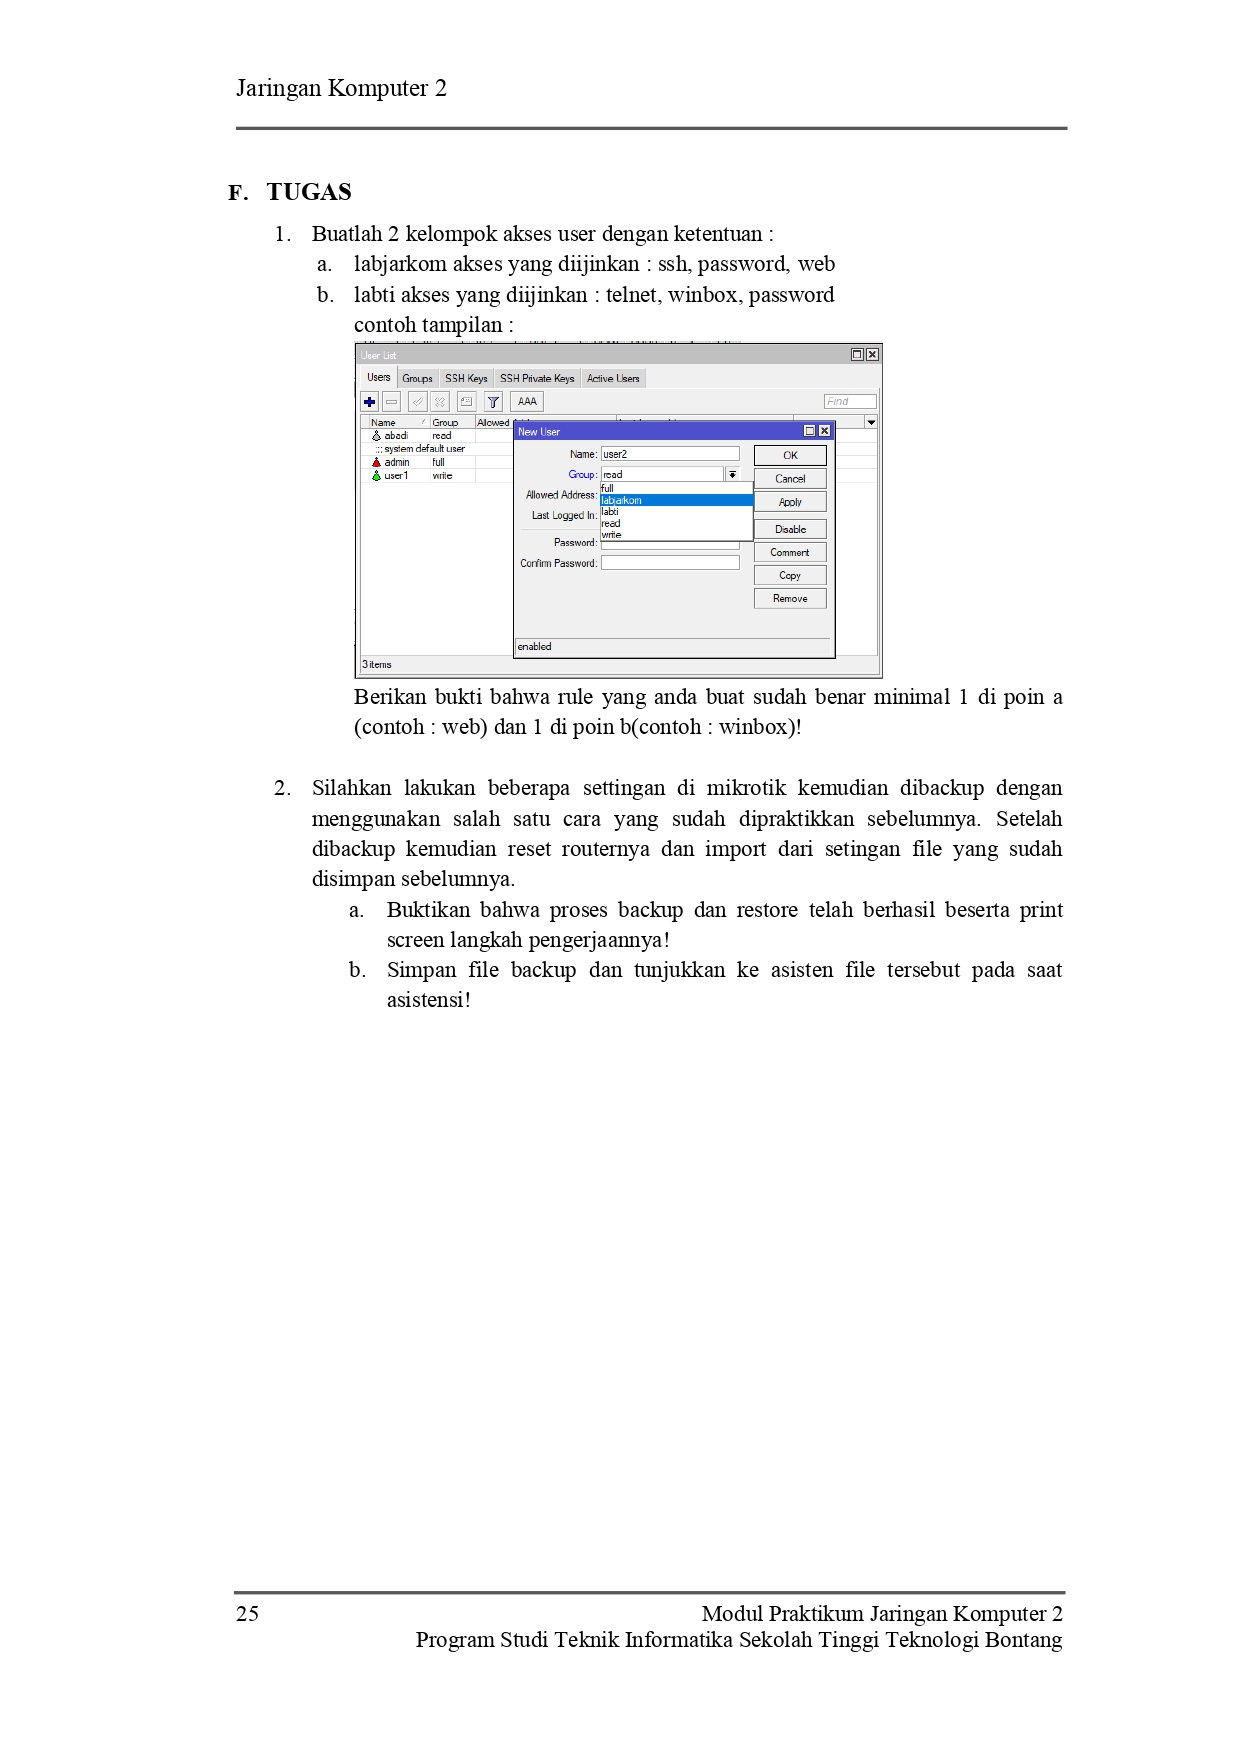 Jaringan Komputer 2
F. TUGAS
1. Buatlah 2 kelompok akses user dengan ketentuan :
a. labjarkom akses yang diijinkan : ssh, password, web
b. labti akses yang diijinkan : telnet, winbox, password
contoh tampilan :
User List
Users Groups SSH Keys SSH Private Keys Active Users
AAA Find
Name Group Allowed
abadi read
::: system default user
admin full
user1 write
3 items
New User
Name: user2
Group: read
full
labjarkom
labti
read
write
Allowed Address:
Last Logged In:
Password:
Confirm Password:
OK
Cancel
Apply
Disable
Comment
Copy
Remove
enabled
Berikan bukti bahwa rule yang anda buat sudah benar minimal 1 di poin a
(contoh : web) dan 1 di poin b(contoh : winbox)!
2. Silahkan lakukan beberapa settingan di mikrotik kemudian dibackup dengan
menggunakan salah satu cara yang sudah dipraktikkan sebelumnya. Setelah
dibackup kemudian reset routernya dan import dari setingan file yang sudah
disimpan sebelumnya.
a. Buktikan bahwa proses backup dan restore telah berhasil beserta print
screen langkah pengerjaannya!
b. Simpan file backup dan tunjukkan ke asisten file tersebut pada saat
asistensi!
25 Modul Praktikum Jaringan Komputer 2
Program Studi Teknik Informatika Sekolah Tinggi Teknologi Bontang